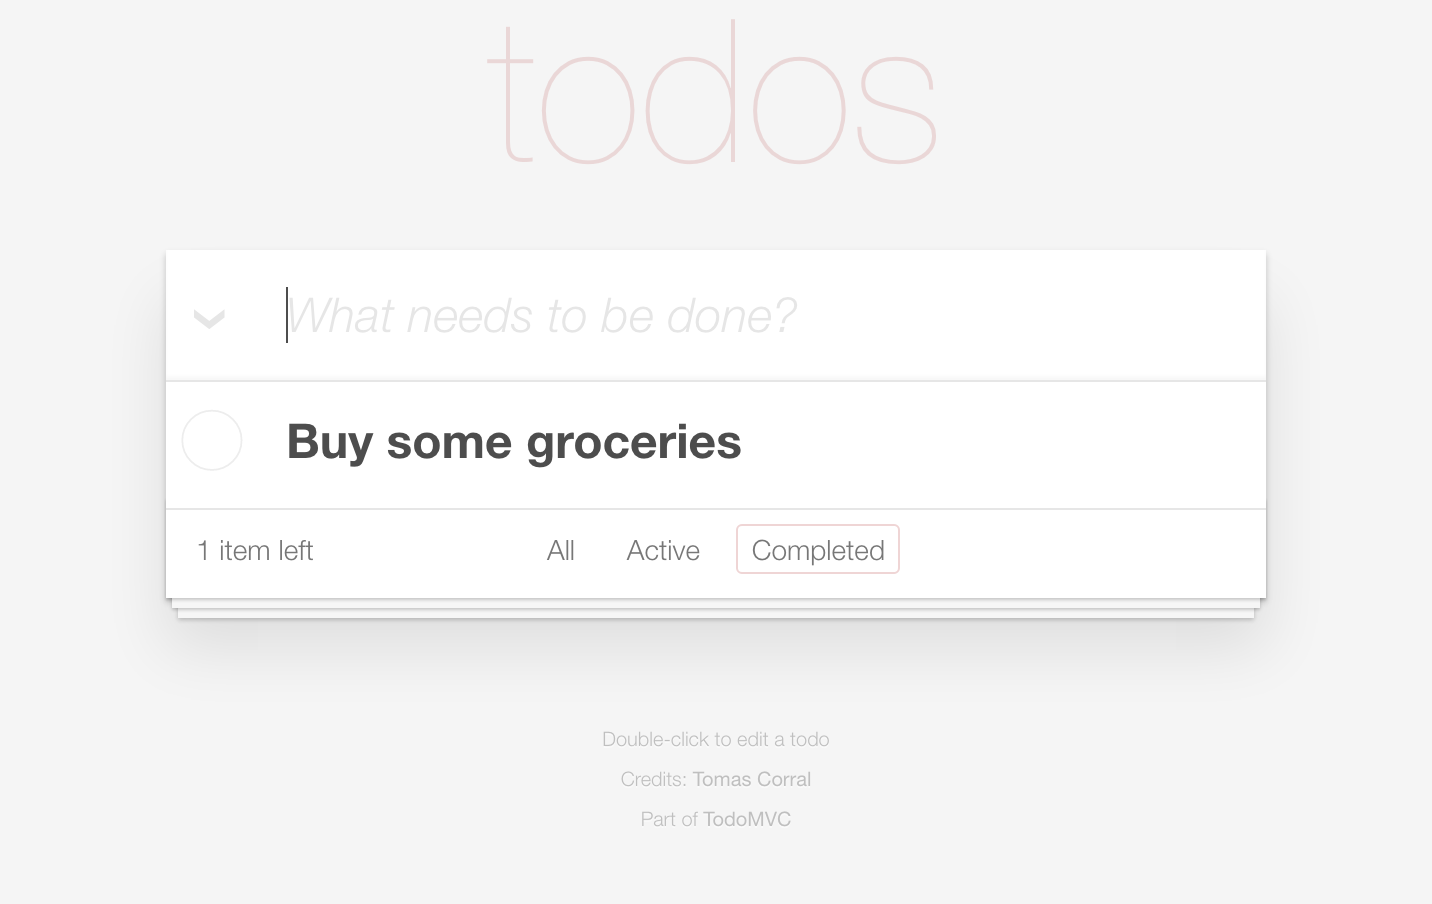 todos
What needs to be done?
Buy some groceries
1 item left All Active Completed
Double-click to edit a todo
Credits: Tomas Corral
Part of TodoMVC